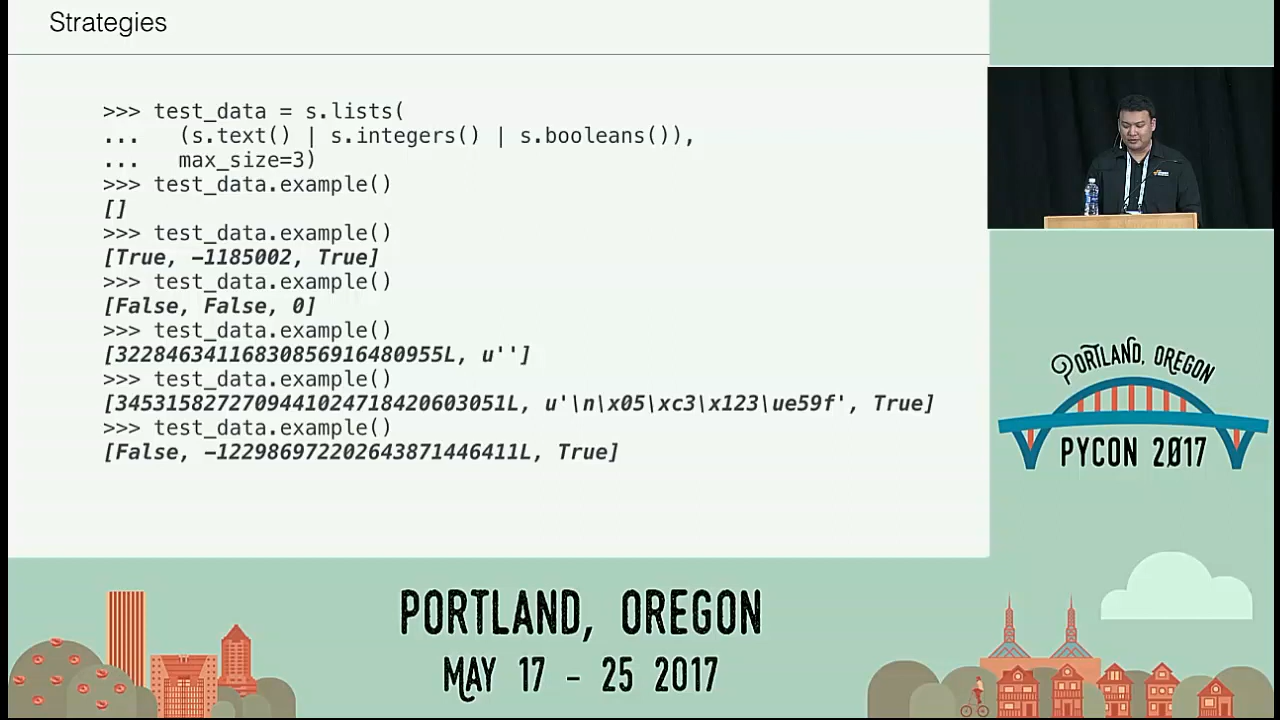 Strategies
>>> test_data = s.lists(
...   (s.text() | s.integers() | s.booleans()),
...   max_size=3)
>>> test_data.example()
[]
>>> test_data.example()
[True, -1185002, True]
>>> test_data.example()
[False, False, 0]
>>> test_data.example()
[32284634116830856916480955L, u'']
>>> test_data.example()
[34531582727094410247184206030 51L, u'\n\x05\xc3\x123\ue59f', True]
>>> test_data.example()
[False, -122986972202643871446411L, True]
PORTLAND, OREGON
PYCON 2017
PORTLAND, OREGON
MAY 17 - 25 2017